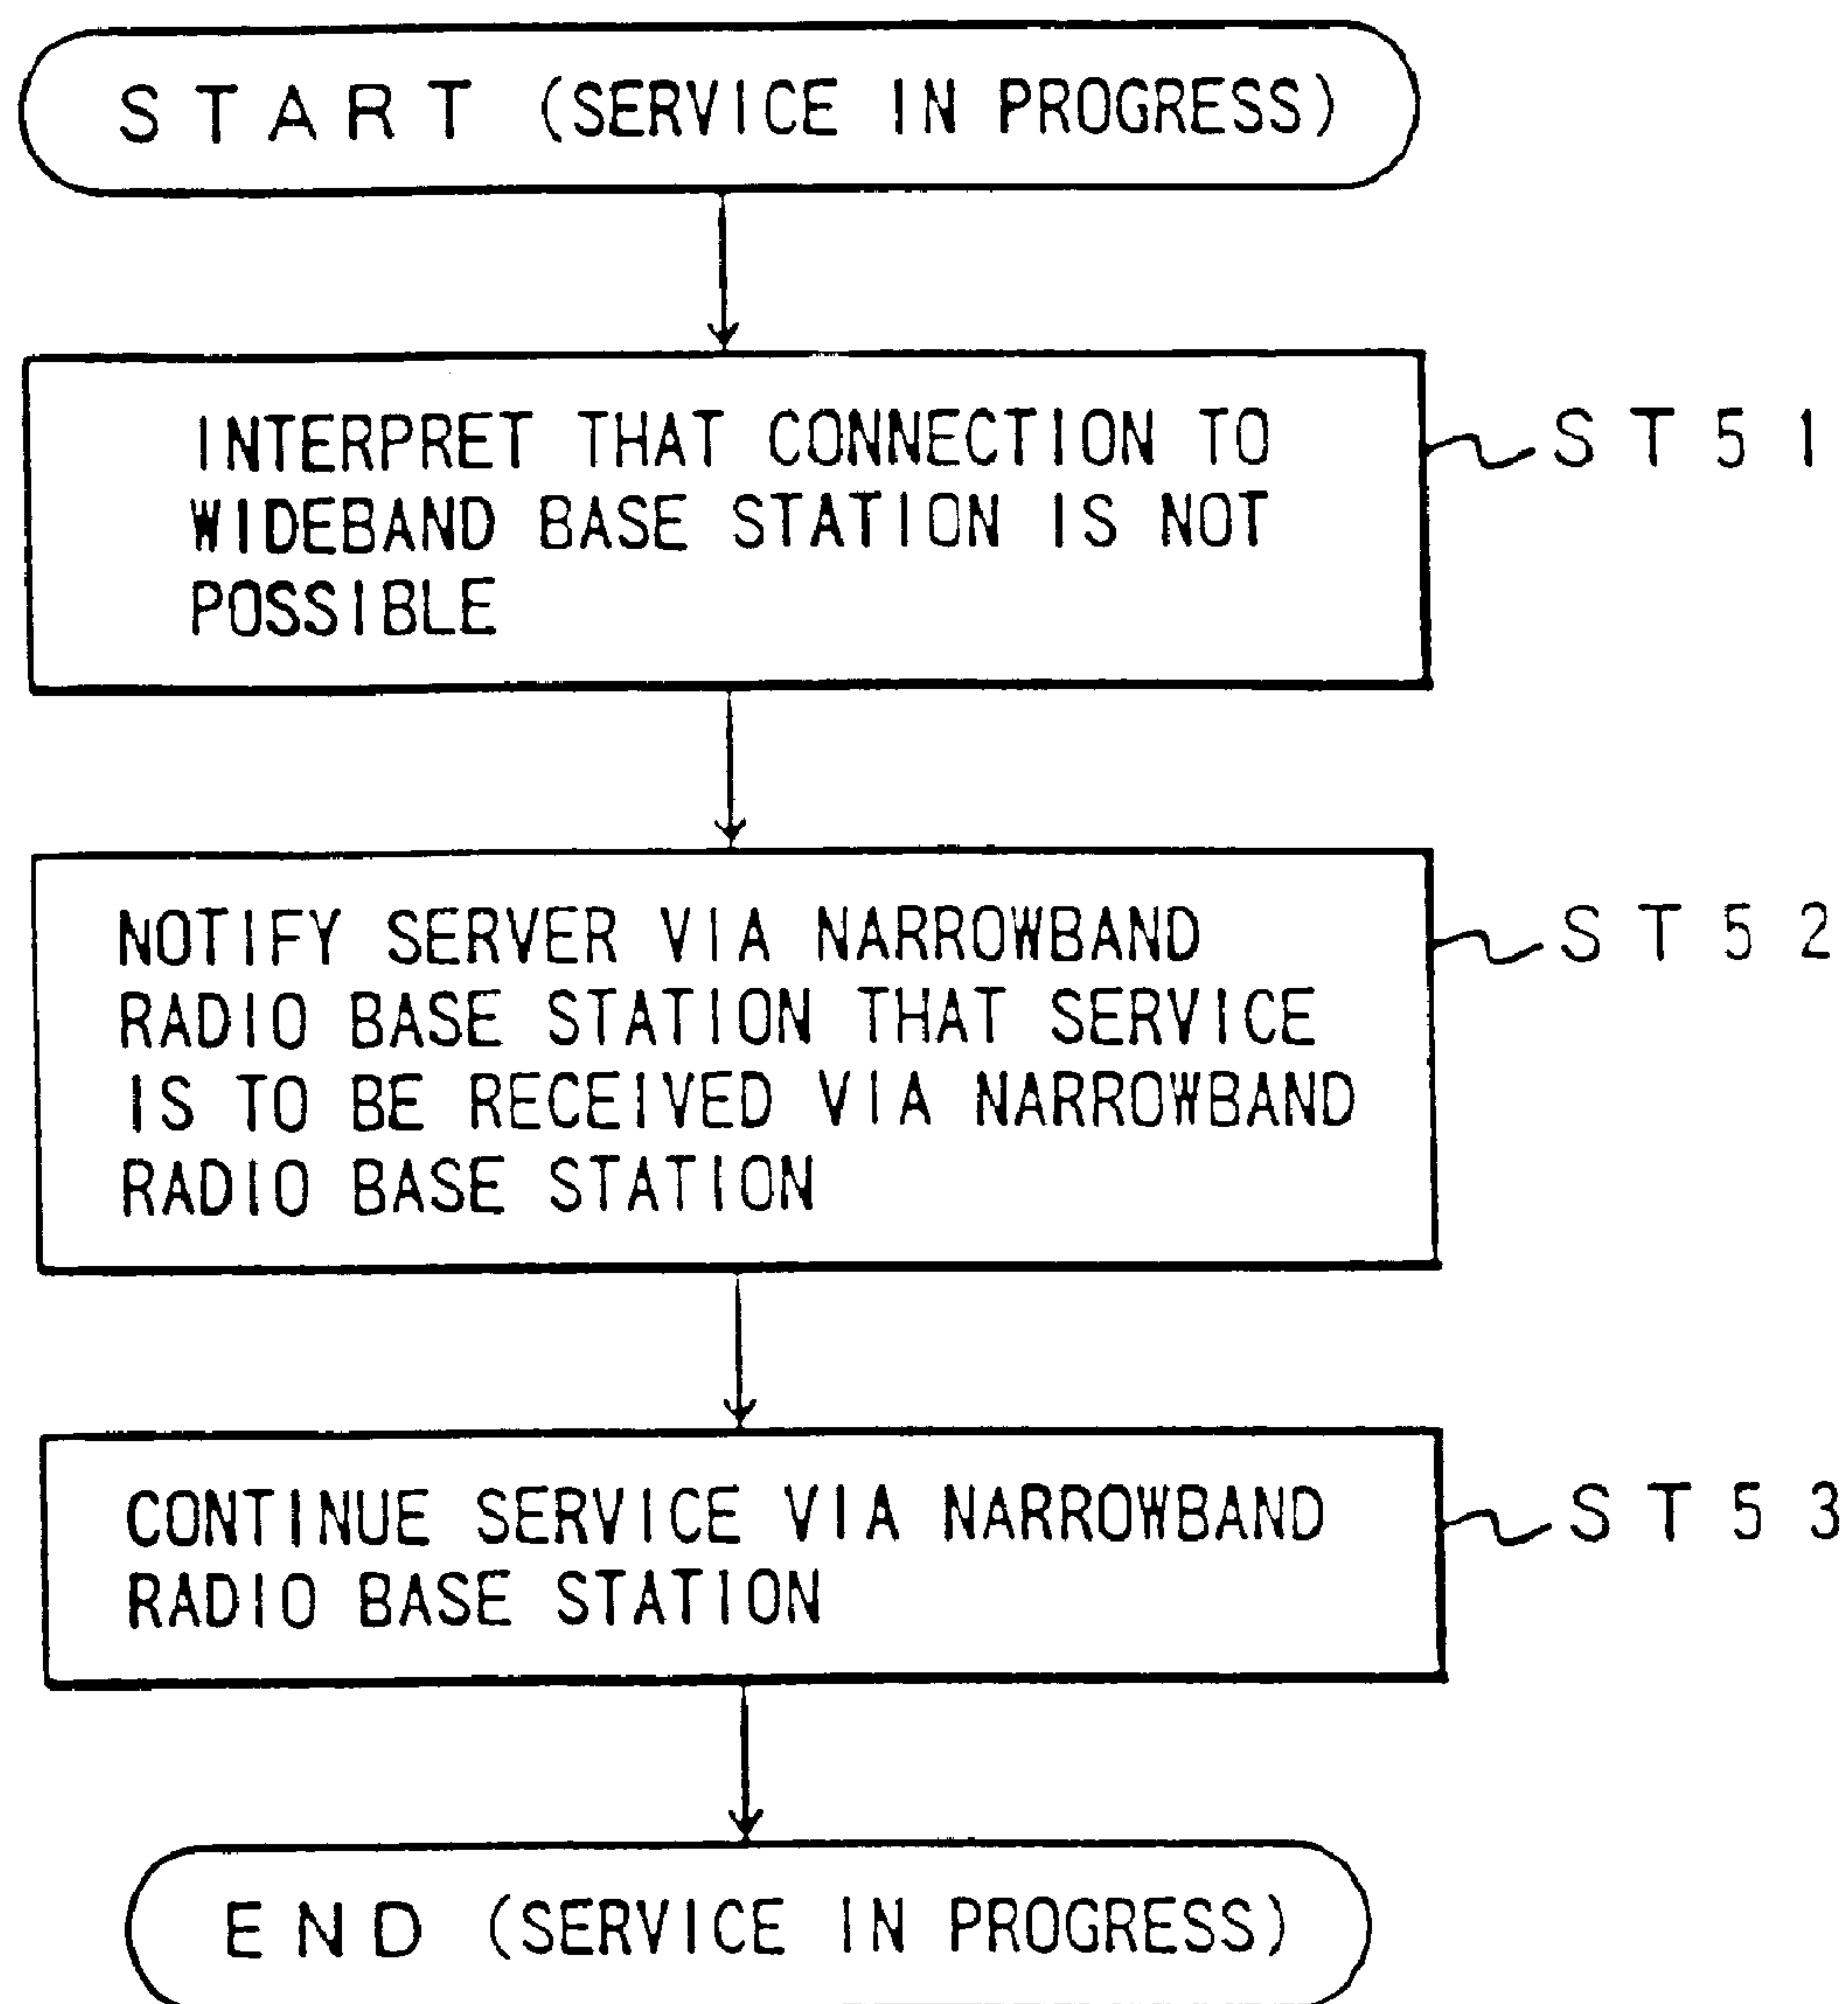 START (SERVICE IN PROGRESS)
INTERPRET THAT CONNECTION TO
WIDEBAND BASE STATION IS NOT
POSSIBLE
ST51
NOTIFY SERVER VIA NARROWBAND
RADIO BASE STATION THAT SERVICE
IS TO BE RECEIVED VIA NARROWBAND
RADIO BASE STATION
ST52
CONTINUE SERVICE VIA NARROWBAND
RADIO BASE STATION
ST53
END (SERVICE IN PROGRESS)